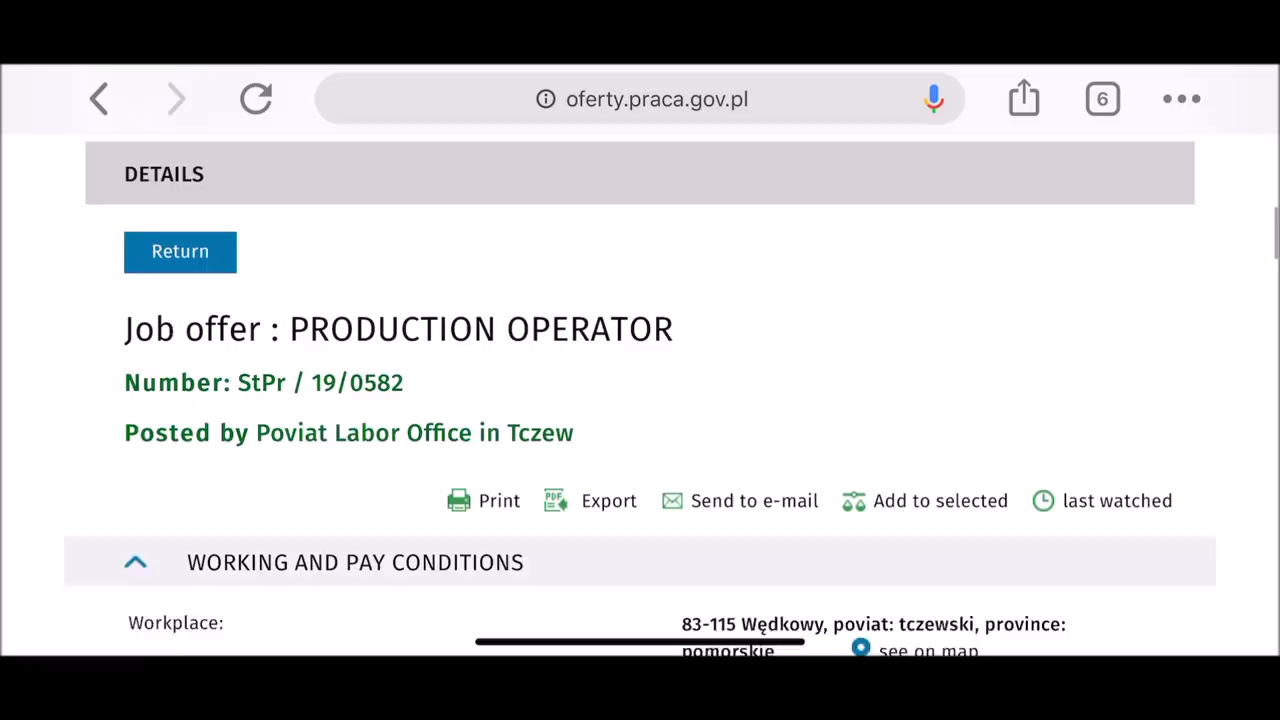 oferty.praca.gov.pl
6
DETAILS
Return
Job offer : PRODUCTION OPERATOR
Number: StPr / 19/0582
Posted by Poviat Labor Office in Tczew
Print Export Send to e-mail Add to selected last watched
WORKING AND PAY CONDITIONS
Workplace: 83-115 Wędkowy, poviat: tczewski, province:
pomorskie see on map